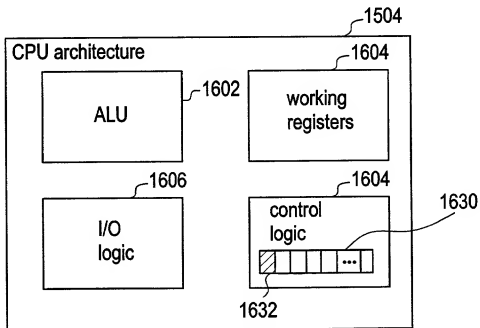 1504
CPU architecture
1602
1604
ALU
working
registers
1606
1604
I/O
logic
control
logic
1630
•••
1632